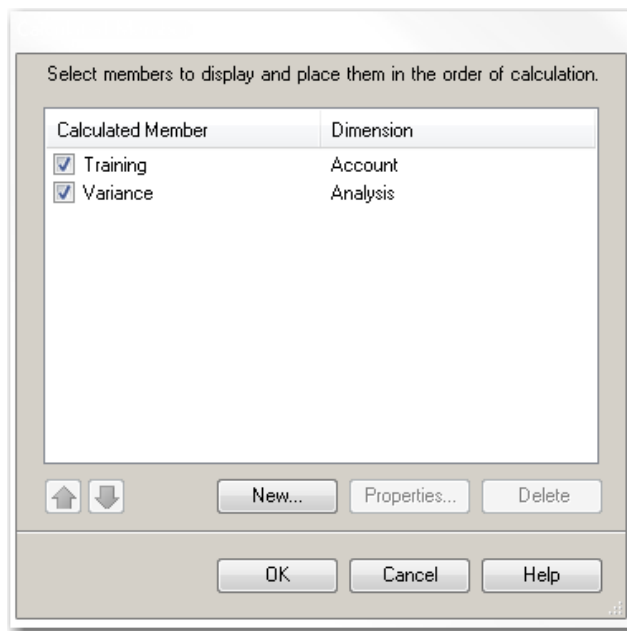 Select members to display and place them in the order of calculation.
Calculated Member Dimension
Training Account
Variance Analysis
New... Properties... Delete
OK Cancel Help